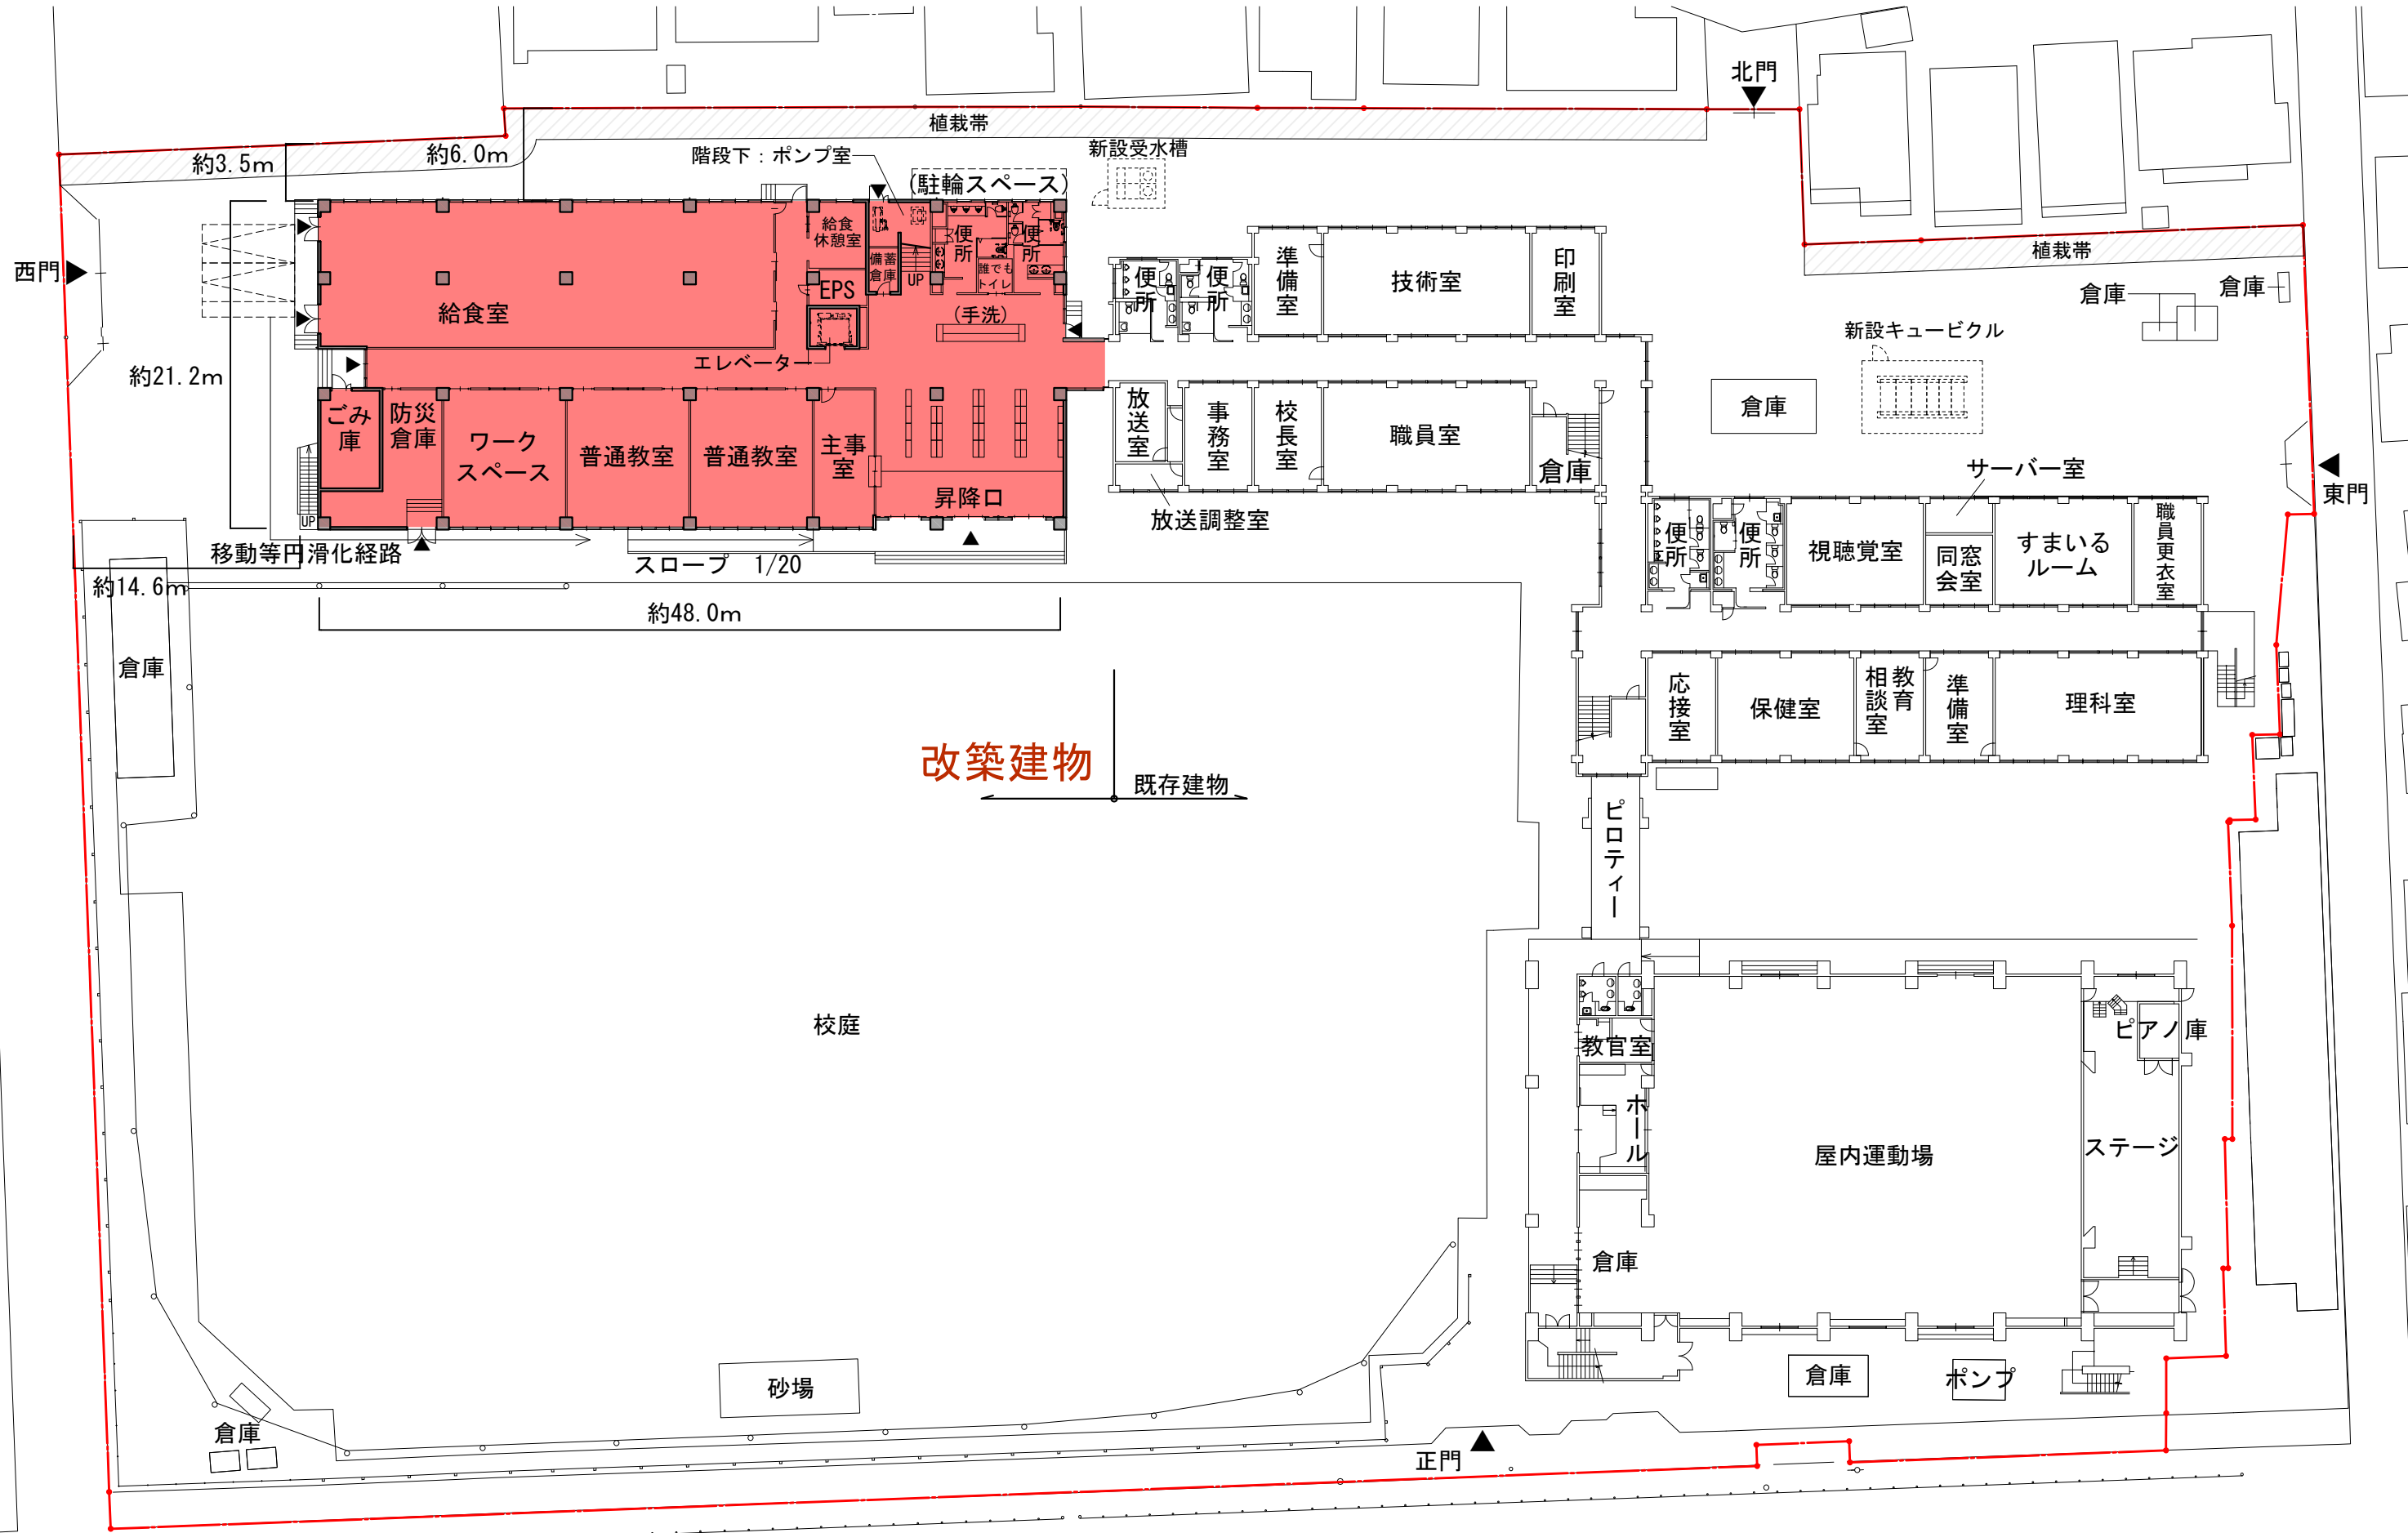 北門
植栽帯
約3.5m
約6.0m
階段下：ポンプ室
新設受水槽
(駐輪スペース)
給食
休憩室
便
所
便
所
備蓄
倉庫
UP
誰でも
トイレ
EPS
給食室
(手洗)
エレベーター
西門
約21.2m
ごみ
庫
防災
倉庫
ワーク
スペース
普通教室
普通教室
主事
室
昇降口
UP
移動等円滑化経路
スロープ　1/20
約14.6m
約48.0m
便
所
便
所
準
備
室
技術室
印
刷
室
植栽帯
倉庫
倉庫
新設キュービクル
倉庫
放
送
室
事
務
室
校
長
室
職員室
倉庫
放送調整室
サーバー室
東門
便
所
便
所
視聴覚室
同窓
会室
すまいる
ルーム
職
員
更
衣
室
応
接
室
保健室
教育
相談室
準
備
室
理科室
倉庫
改築建物
既存建物
ピ
ロ
テ
ィ
ー
校庭
教官室
ピアノ庫
ホ
ー
ル
屋内運動場
ステージ
倉庫
砂場
倉庫
倉庫
ポンプ
正門